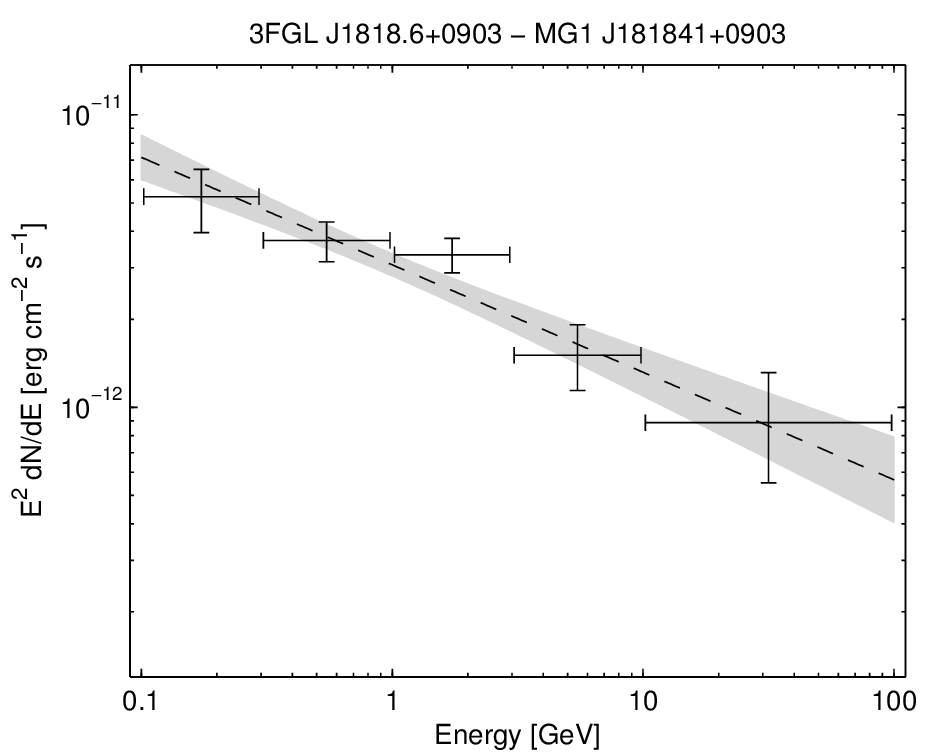 3FGL J1818.6+0903 − MG1 J181841+0903
10⁻¹¹
10⁻¹²
E² dN/dE [erg cm⁻² s⁻¹]
0.1 1 10 100
Energy [GeV]